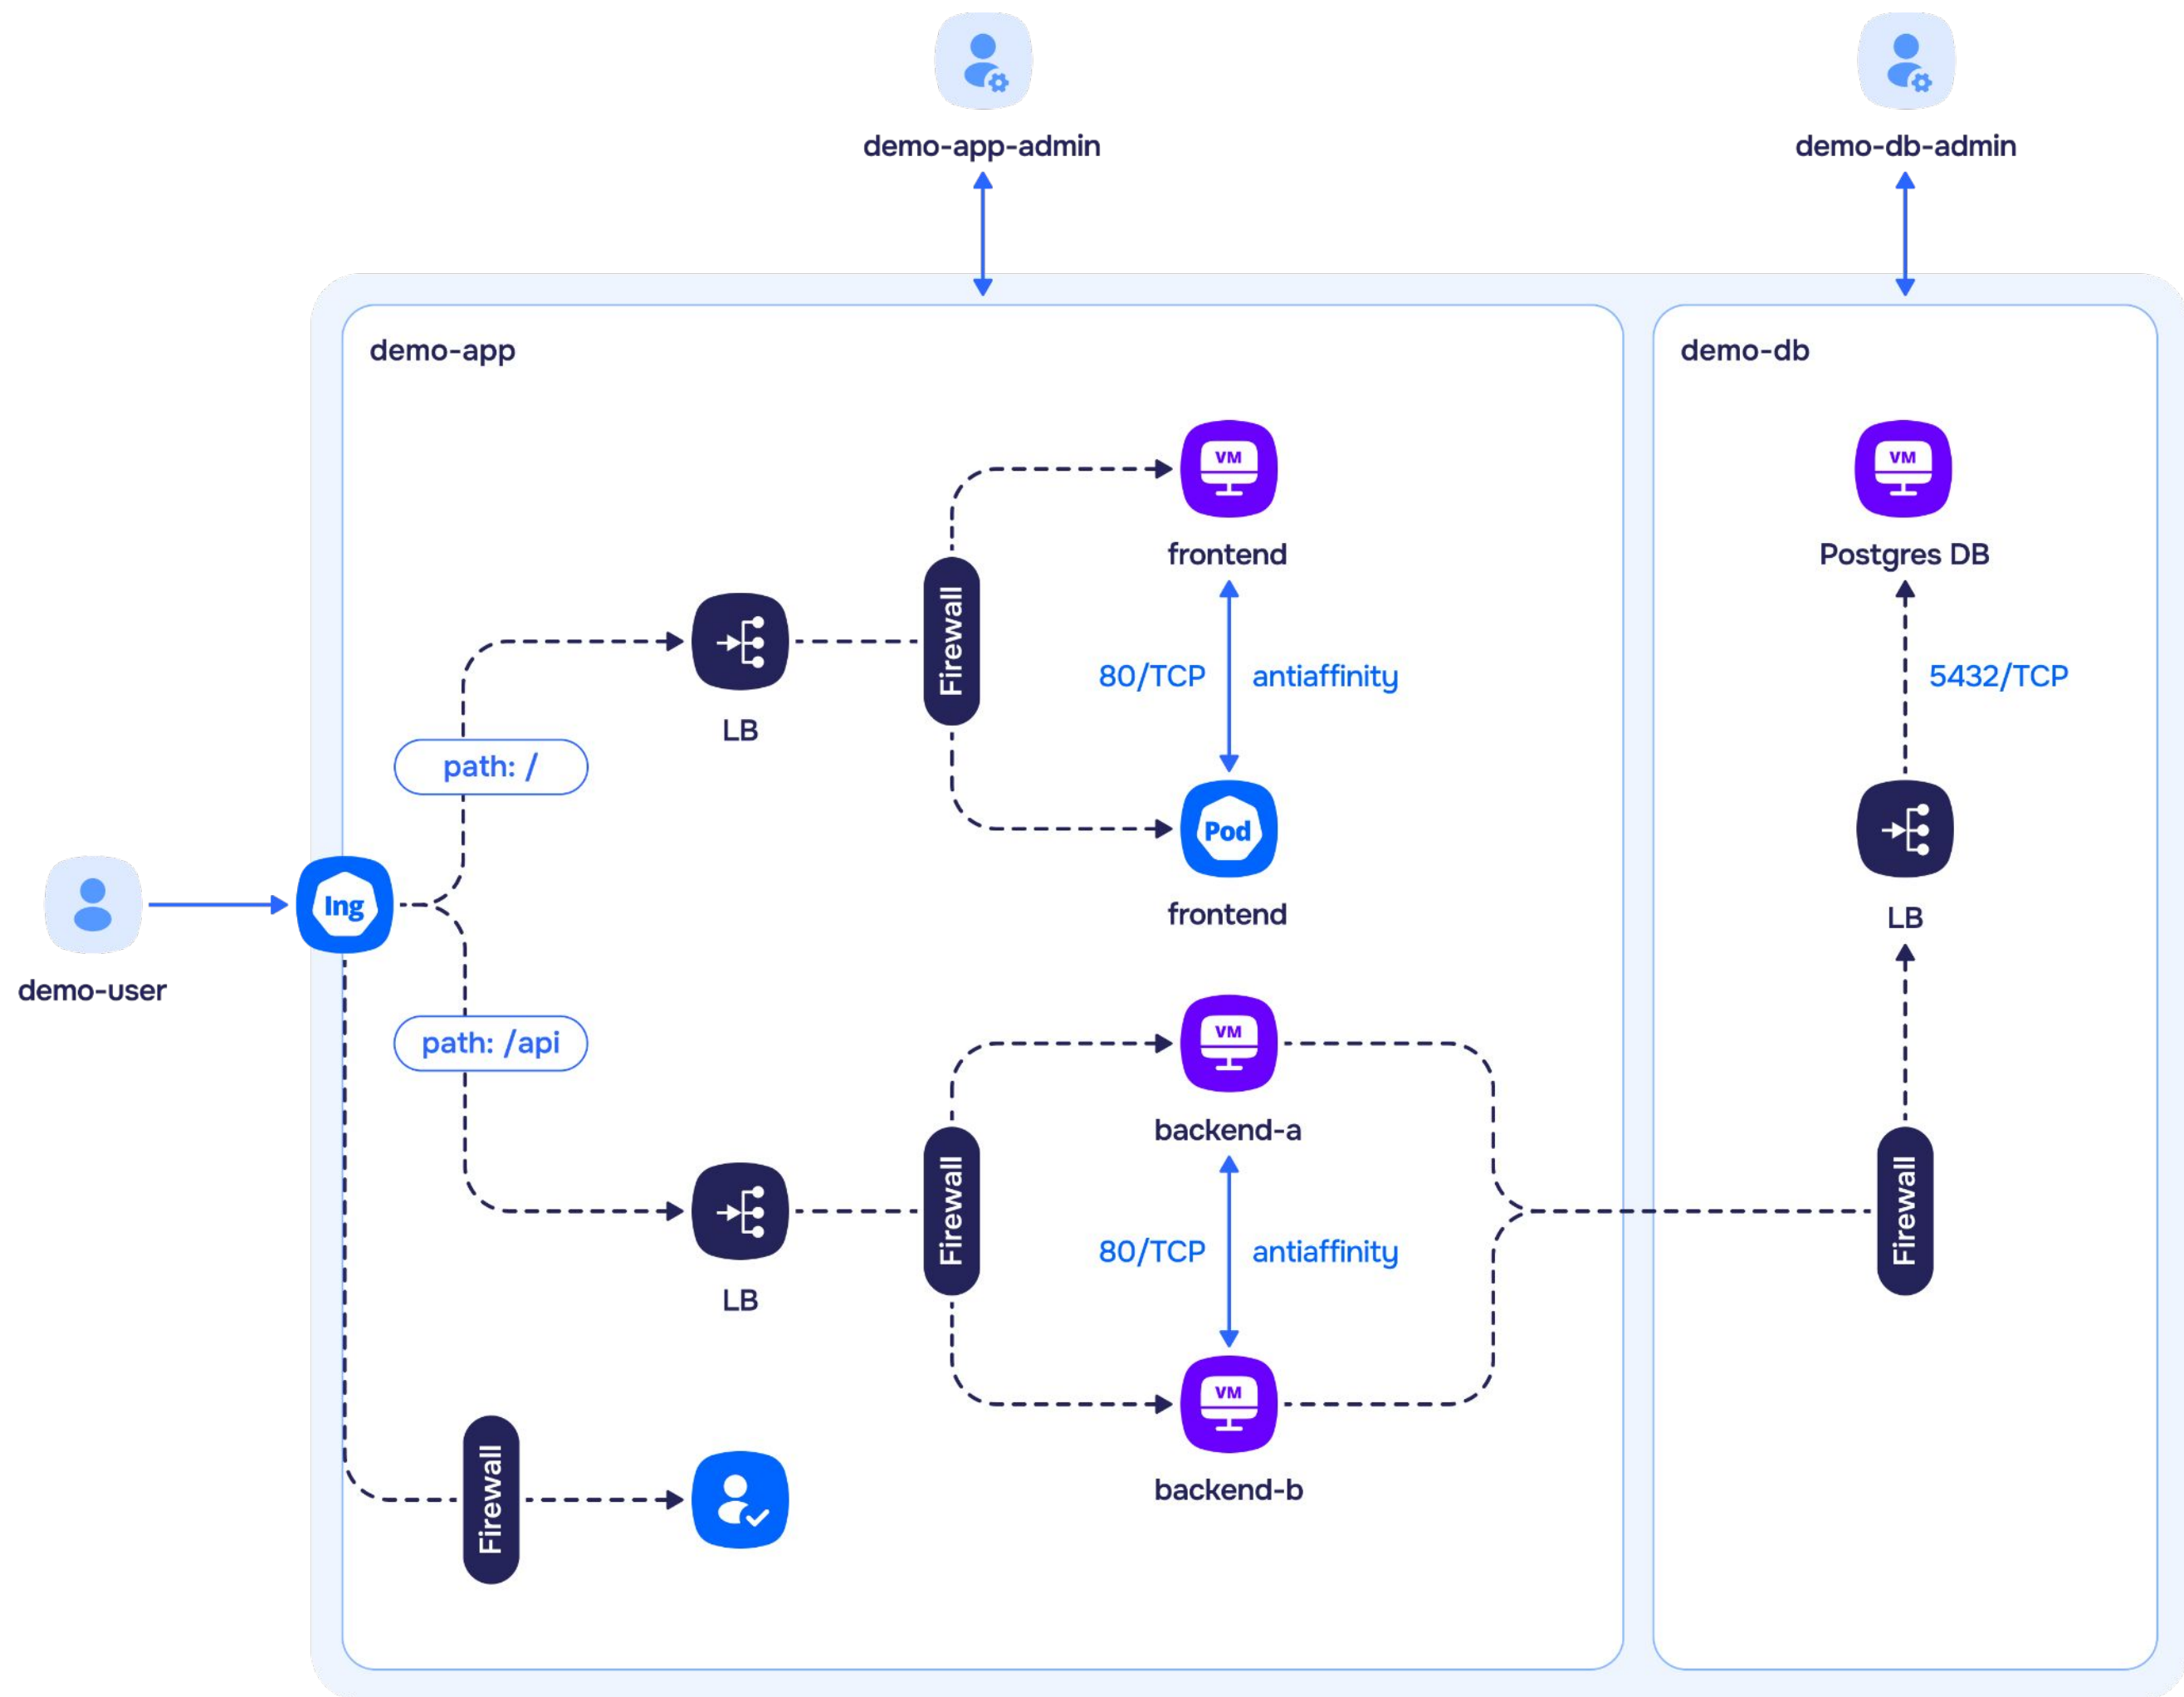 demo-app-admin
demo-db-admin
demo-app
demo-db
VM
frontend
VM
Postgres DB
Firewall
80/TCP
antiaffinity
5432/TCP
LB
path: /
Pod
frontend
LB
Ing
demo-user
path: /api
VM
backend-a
Firewall
80/TCP
antiaffinity
Firewall
LB
VM
backend-b
Firewall